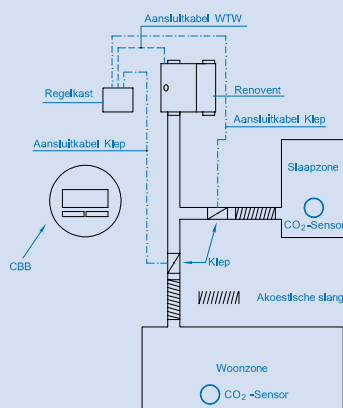 Aansluitkabel WTW
Regelkast
Renovent
Aansluitkabel Klep
Aansluitkabel Klep
Slaapzone
CO₂-Sensor
CBB
Klep
Akoestische slang
Woonzone
CO₂ -Sensor